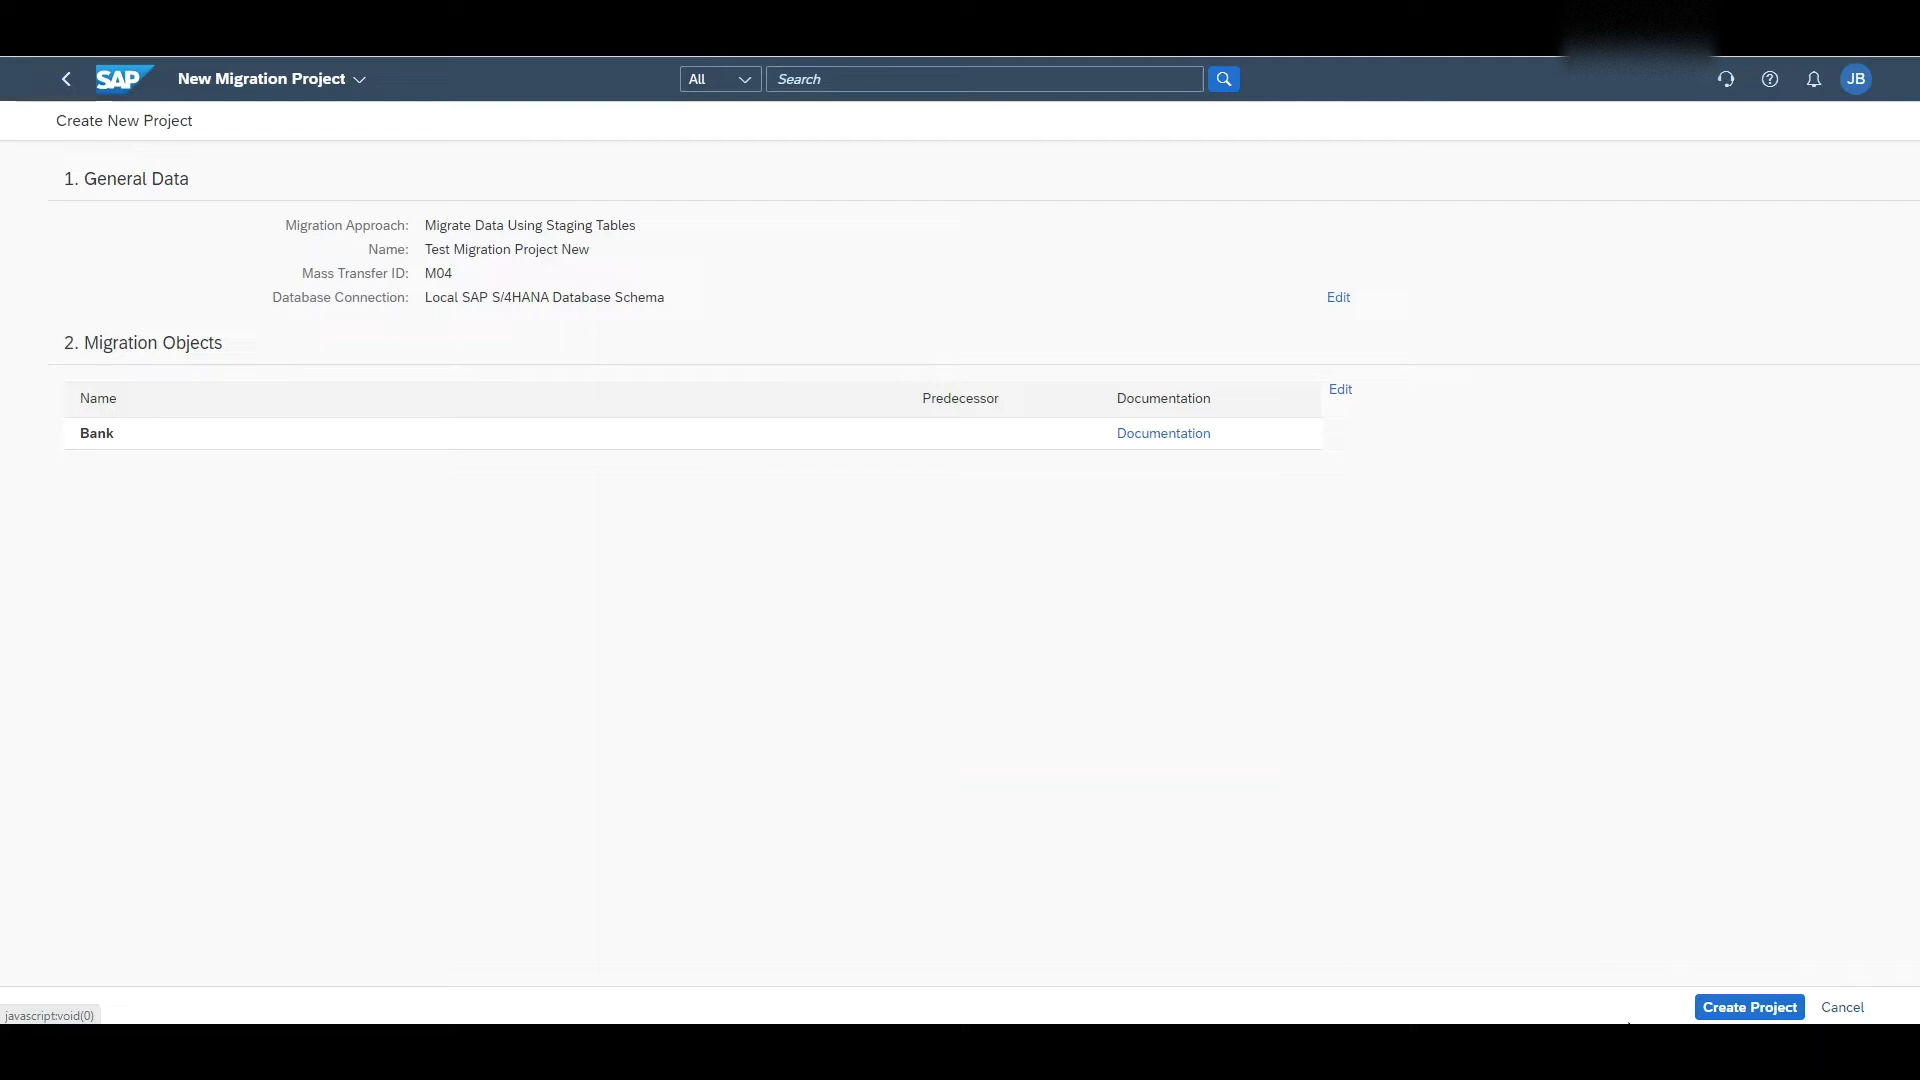 SAP New Migration Project All Search JB
Create New Project
1. General Data
Migration Approach: Migrate Data Using Staging Tables
Name: Test Migration Project New
Mass Transfer ID: M04
Database Connection: Local SAP S/4HANA Database Schema Edit
2. Migration Objects
Name Predecessor Documentation Edit
Bank Documentation
Create Project Cancel
javascript:void(0)